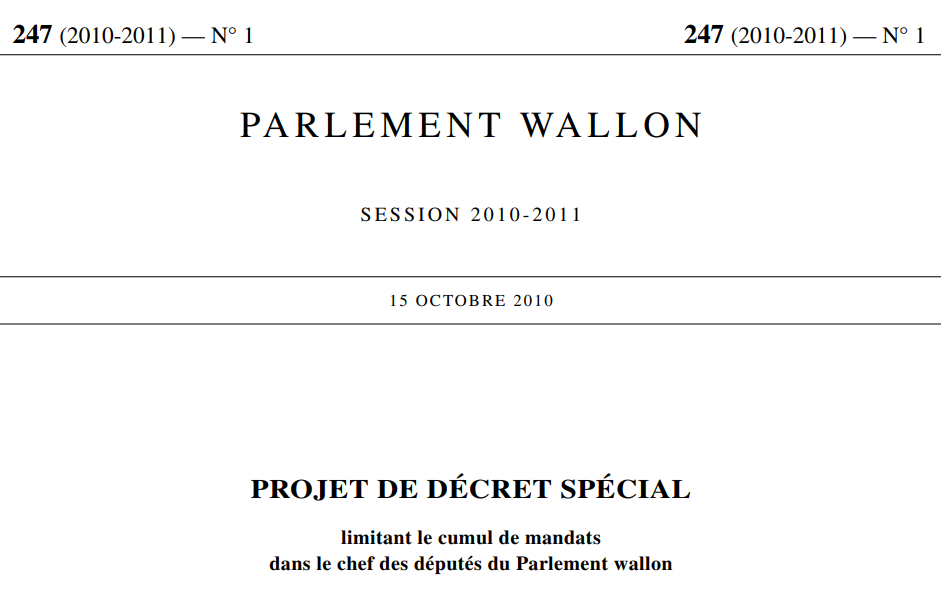 247 (2010-2011) — N° 1 247 (2010-2011) — N° 1
PARLEMENT WALLON
SESSION 2010-2011
15 OCTOBRE 2010
PROJET DE DÉCRET SPÉCIAL
limitant le cumul de mandats
dans le chef des députés du Parlement wallon